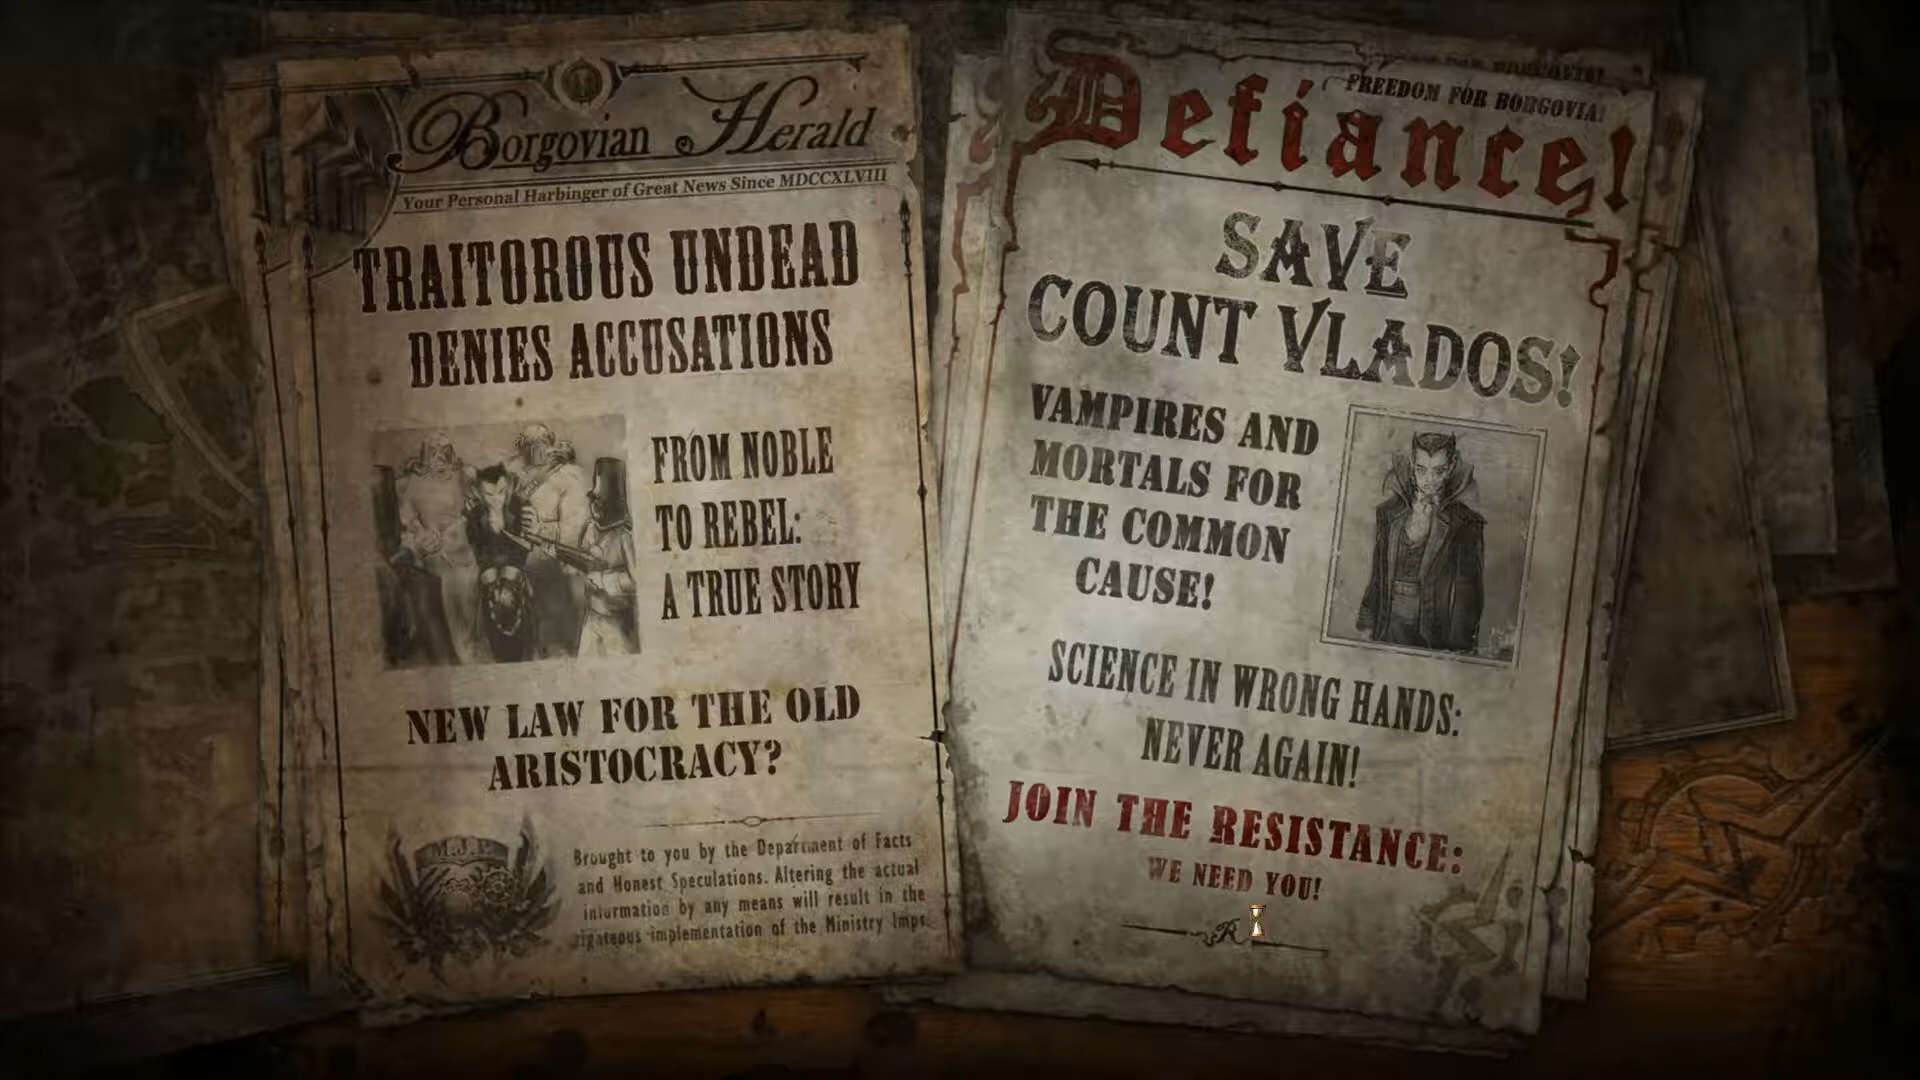 Borgovian Herald
Your Personal Harbinger of Great News Since MDCCXLVIII
TRAITOROUS UNDEAD
DENIES ACCUSATIONS
FROM NOBLE
TO REBEL:
A TRUE STORY
NEW LAW FOR THE OLD
ARISTOCRACY?
M.J.P.
Brought to you by the Department of Facts
and Honest Speculations. Altering the actual
information by any means will result in the
rigateous implementation of the Ministry Imps.
FREEDOM FOR BORGOVIA!
Defiance!
SAVE
COUNT VLADOS!
VAMPIRES AND
MORTALS FOR
THE COMMON
CAUSE!
SCIENCE IN WRONG HANDS:
NEVER AGAIN!
JOIN THE RESISTANCE:
WE NEED YOU!
R